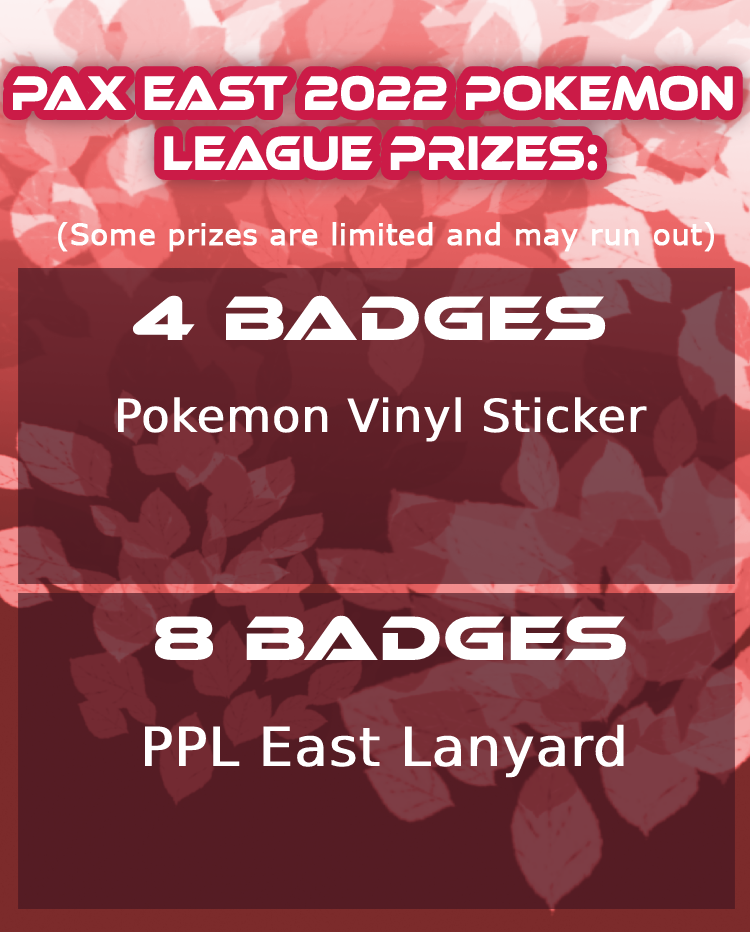 PAX EAST 2022 POKEMON
LEAGUE PRIZES:
(Some prizes are limited and may run out)
4 BADGES
Pokemon Vinyl Sticker
8 BADGES
PPL East Lanyard